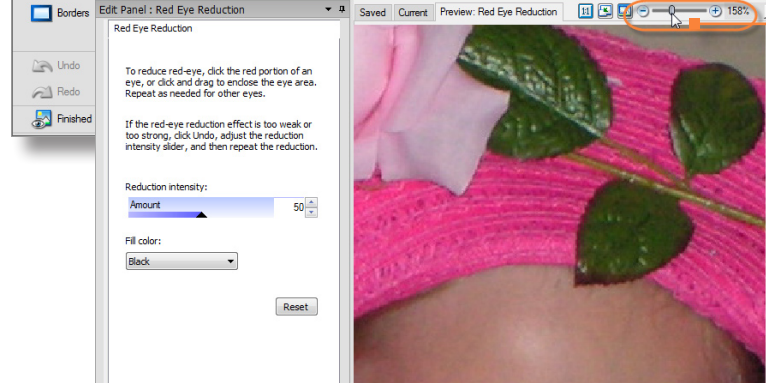 Borders
Undo
Redo
Finished
Edit Panel : Red Eye Reduction
Red Eye Reduction
To reduce red-eye, click the red portion of an
eye, or click and drag to enclose the eye area.
Repeat as needed for other eyes.
If the red-eye reduction effect is too weak or
too strong, click Undo, adjust the reduction
intensity slider, and then repeat the reduction.
Reduction intensity:
Amount
50
Fill color:
Black
Reset
Saved Current Preview: Red Eye Reduction 1:1 158%